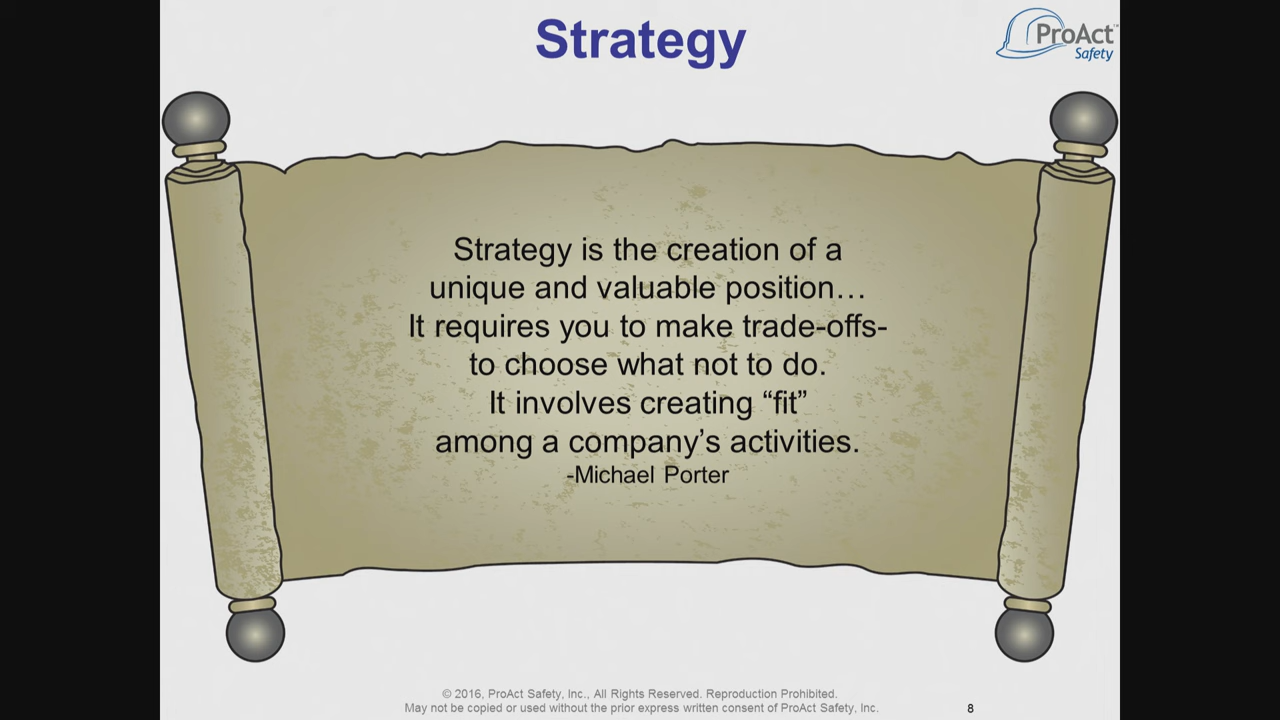 Strategy
ProAct™
Safety
Strategy is the creation of a
unique and valuable position…
It requires you to make trade-offs-
to choose what not to do.
It involves creating “fit”
among a company’s activities.
-Michael Porter
© 2016, ProAct Safety, Inc., All Rights Reserved. Reproduction Prohibited.
May not be copied or used without the prior express written consent of ProAct Safety, Inc.
8